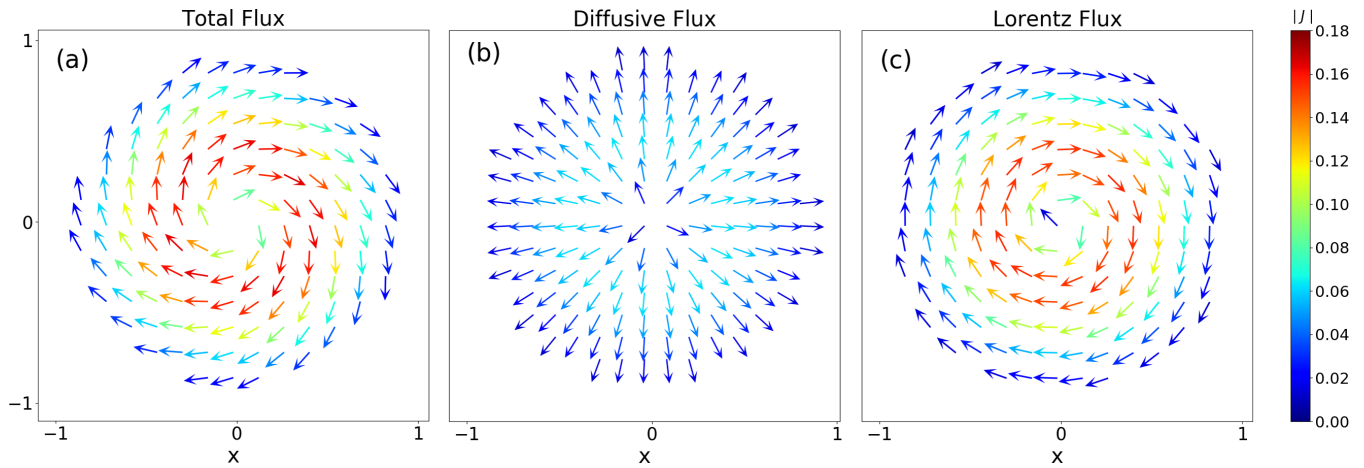 Total Flux
Diffusive Flux
Lorentz Flux
|J|
(a)
(b)
(c)
1
0
−1
−1
0
1
−1
0
1
−1
0
1
x
x
x
0.18
0.16
0.14
0.12
0.10
0.08
0.06
0.04
0.02
0.00